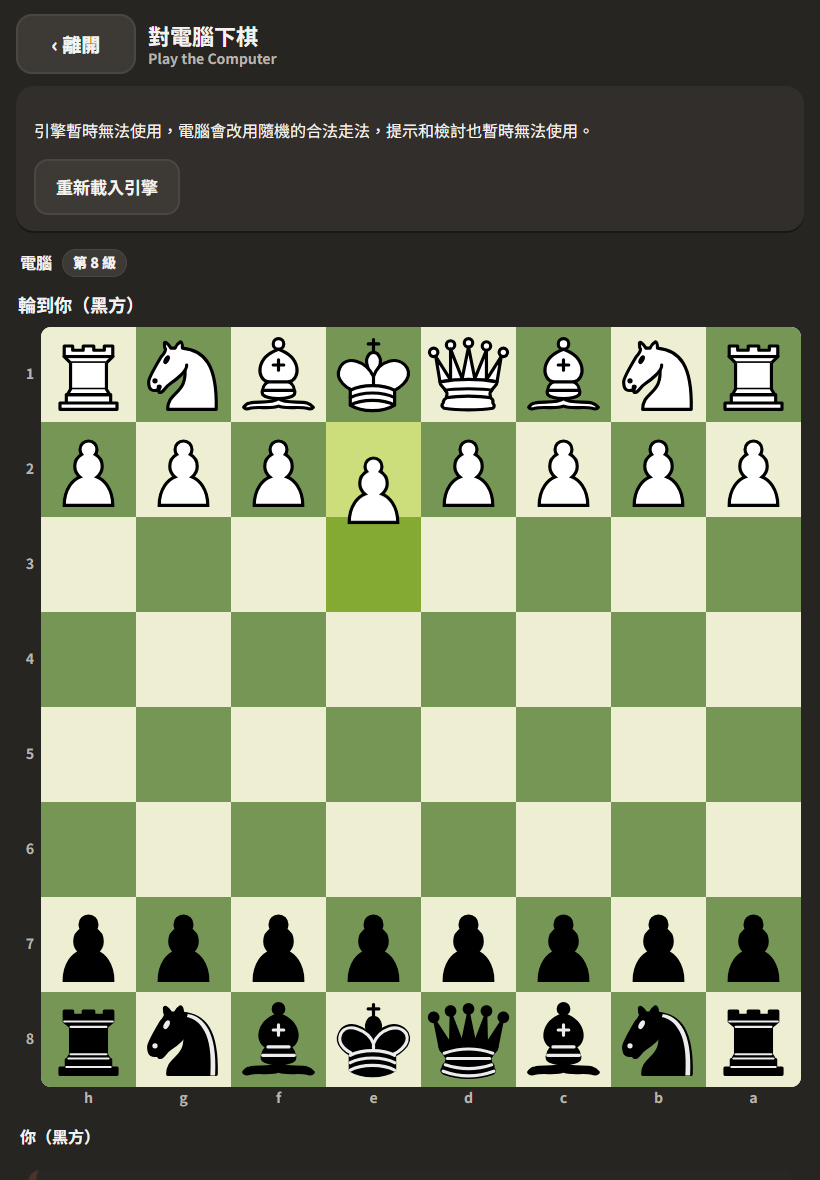 ‹ 離開
對電腦下棋
Play the Computer
引擎暫時無法使用，電腦會改用隨機的合法走法，提示和檢討也暫時無法使用。
重新載入引擎
電腦 第 8 級
輪到你（黑方）
1
2
3
4
5
6
7
8
h g f e d c b a
你（黑方）